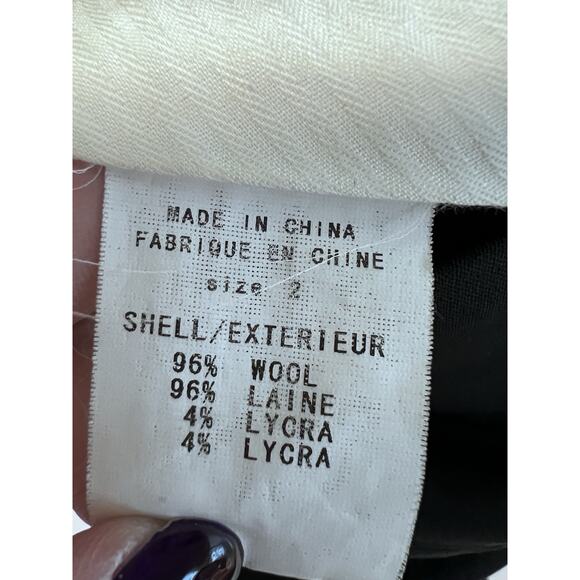 MADE IN CHINA
FABRIQUE EN CHINE
size 2
SHELL/EXTERIEUR
96% WOOL
96% LAINE
4% LYCRA
4% LYCRA